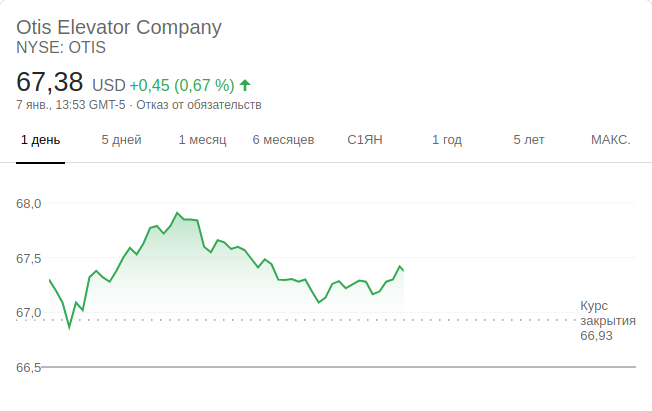 Otis Elevator Company
NYSE: OTIS
67,38 USD +0,45 (0,67 %)
7 янв., 13:53 GMT-5 · Отказ от обязательств
1 день 5 дней 1 месяц 6 месяцев С1ЯН 1 год 5 лет МАКС.
68,0
67,5
67,0
Курс
закрытия
66,93
66,5